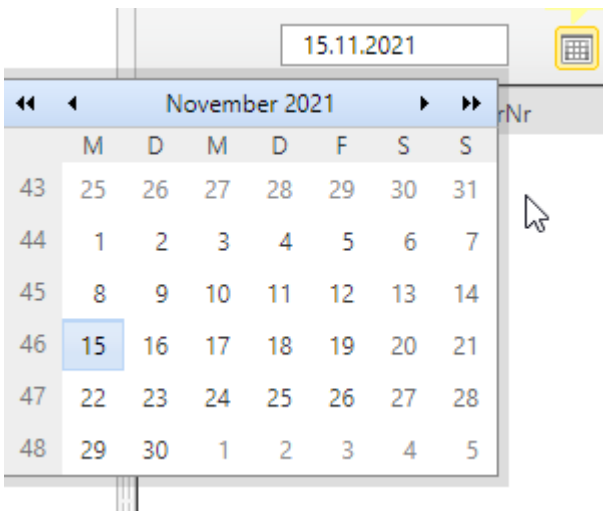 15.11.2021
November 2021
rNr
M D M D F S S
43 25 26 27 28 29 30 31
44 1 2 3 4 5 6 7
45 8 9 10 11 12 13 14
46 15 16 17 18 19 20 21
47 22 23 24 25 26 27 28
48 29 30 1 2 3 4 5